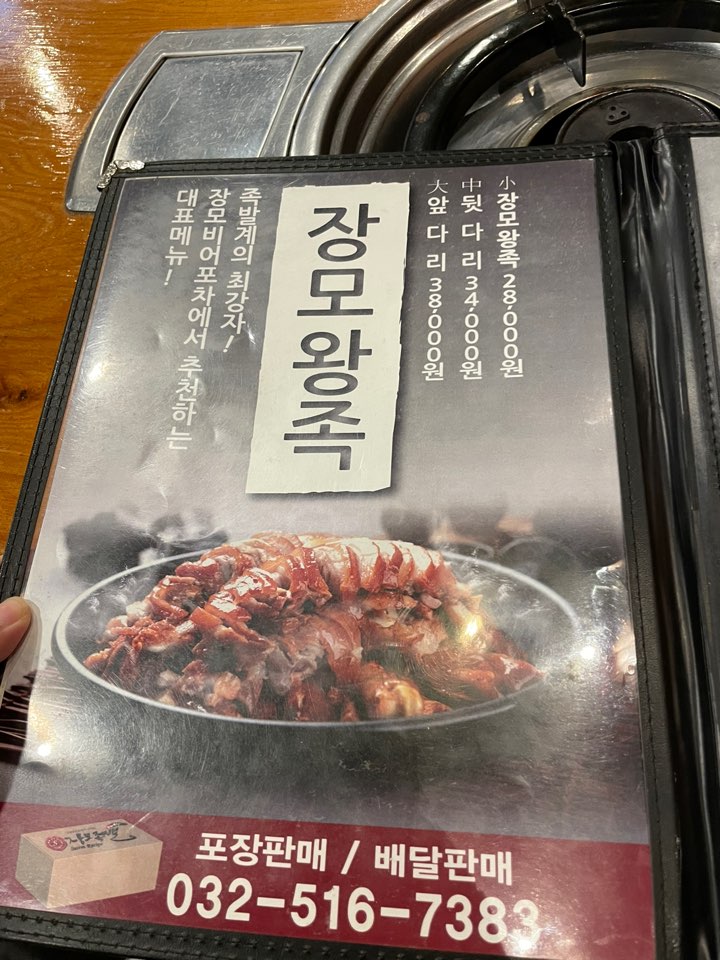 小 장모왕족 28,000원
中 뒷 다 리 34,000원
大 앞 다 리 38,000원
장모왕족
족발계의 최강자!
장모비어포차에서 추천하는
대표메뉴!
포장판매 / 배달판매
032-516-7383